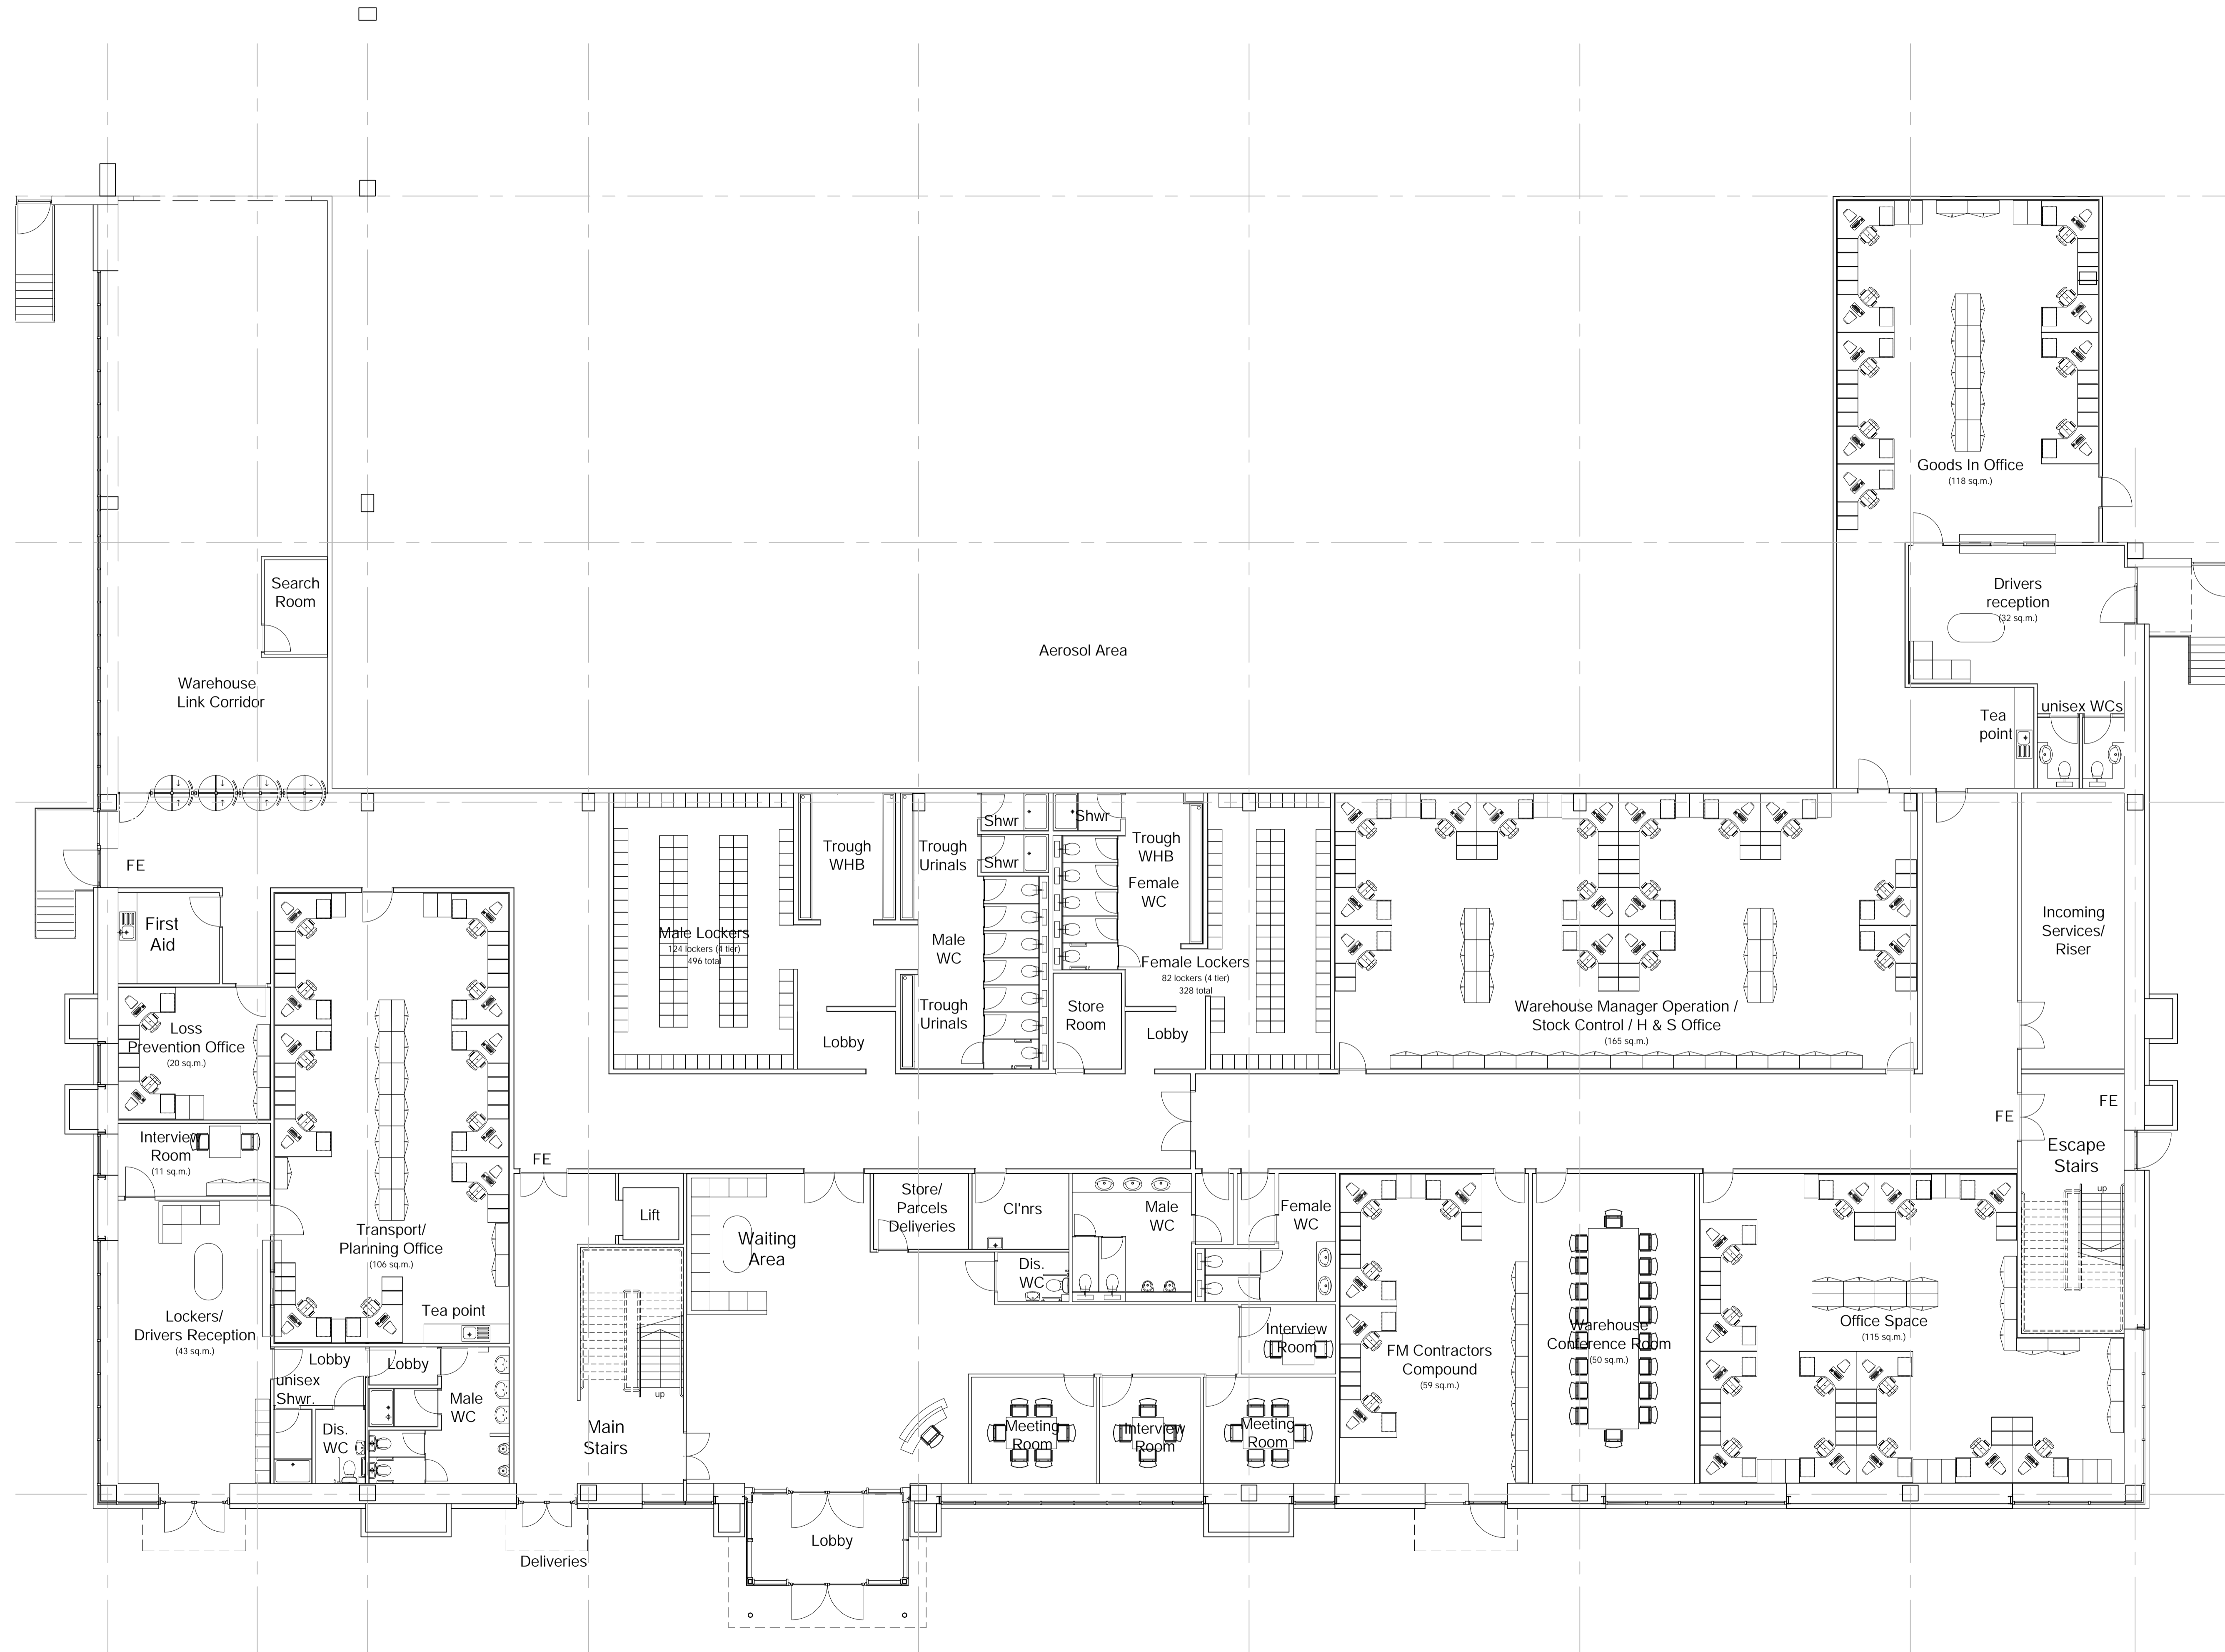 Goods In Office
(118 sq.m.)
Search
Room
Drivers
reception
(32 sq.m.)
Aerosol Area
Warehouse
Link Corridor
unisex WCs
Tea
point
FE
Shwr
Shwr
Shwr
Trough
WHB
Trough
Urinals
Trough
WHB
Female
WC
First
Aid
Male Lockers
124 lockers (4 tier)
496 total
Male
WC
Female Lockers
82 lockers (4 tier)
328 total
Incoming
Services/
Riser
Trough
Urinals
Store
Room
Lobby
Lobby
Warehouse Manager Operation /
Stock Control / H & S Office
(165 sq.m.)
Loss
Prevention Office
(20 sq.m.)
Interview
Room
(11 sq.m.)
FE
FE
FE
Escape
Stairs
up
Lift
Waiting
Area
Store/
Parcels
Deliveries
Cl'nrs
Male
WC
Female
WC
Dis.
WC
Transport/
Planning Office
(106 sq.m.)
Tea point
Lockers/
Drivers Reception
(43 sq.m.)
Interview
Room
FM Contractors
Compound
(59 sq.m.)
Warehouse
Conference Room
(50 sq.m.)
Office Space
(115 sq.m.)
Lobby
Lobby
unisex
Shwr.
Dis.
WC
Male
WC
up
Main
Stairs
Meeting
Room
Interview
Room
Meeting
Room
Lobby
Deliveries